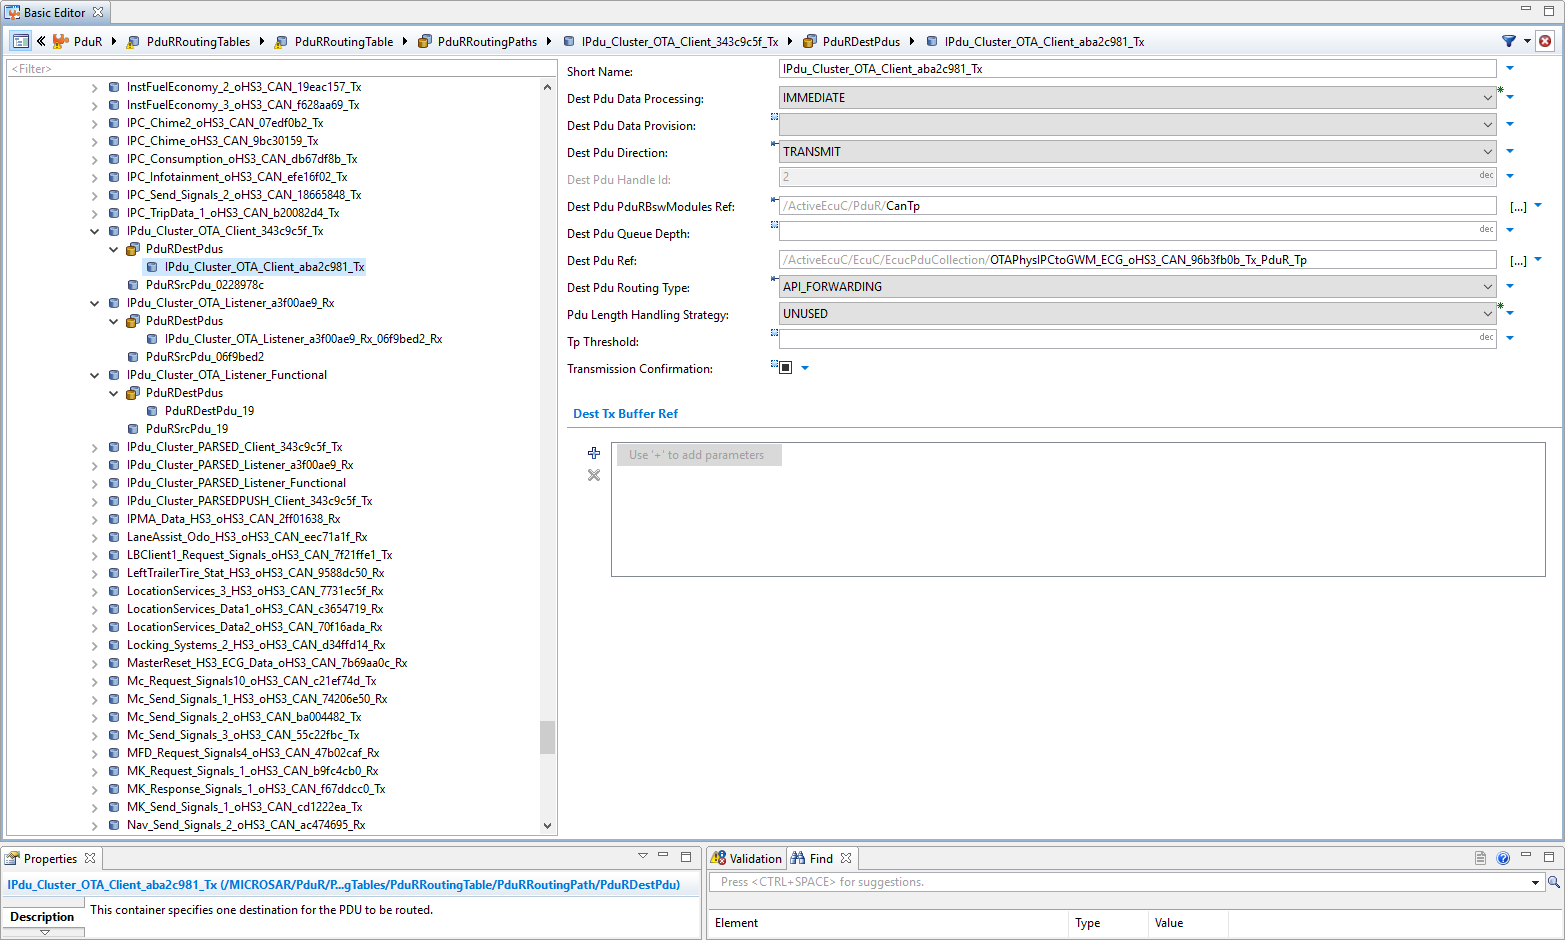 Basic Editor
PduR PduRRoutingTables PduRRoutingTable PduRRoutingPaths IPdu_Cluster_OTA_Client_343c9c5f_Tx PduRDestPdus IPdu_Cluster_OTA_Client_aba2c981_Tx
<Filter>
InstFuelEconomy_2_oHS3_CAN_19eac157_Tx
InstFuelEconomy_3_oHS3_CAN_f628aa69_Tx
IPC_Chime2_oHS3_CAN_07edf0b2_Tx
IPC_Chime_oHS3_CAN_9bc30159_Tx
IPC_Consumption_oHS3_CAN_db67df8b_Tx
IPC_Infotainment_oHS3_CAN_efe16f02_Tx
IPC_Send_Signals_2_oHS3_CAN_18665848_Tx
IPC_TripData_1_oHS3_CAN_b20082d4_Tx
IPdu_Cluster_OTA_Client_343c9c5f_Tx
PduRDestPdus
IPdu_Cluster_OTA_Client_aba2c981_Tx
PduRSrcPdu_0228978c
IPdu_Cluster_OTA_Listener_a3f00ae9_Rx
PduRDestPdus
IPdu_Cluster_OTA_Listener_a3f00ae9_Rx_06f9bed2_Rx
PduRSrcPdu_06f9bed2
IPdu_Cluster_OTA_Listener_Functional
PduRDestPdus
PduRDestPdu_19
PduRSrcPdu_19
IPdu_Cluster_PARSED_Client_343c9c5f_Tx
IPdu_Cluster_PARSED_Listener_a3f00ae9_Rx
IPdu_Cluster_PARSED_Listener_Functional
IPdu_Cluster_PARSEDPUSH_Client_343c9c5f_Tx
IPMA_Data_HS3_oHS3_CAN_2ff01638_Rx
LaneAssist_Odo_HS3_oHS3_CAN_eec71a1f_Rx
LBClient1_Request_Signals_oHS3_CAN_7f21ffe1_Tx
LeftTrailerTire_Stat_HS3_oHS3_CAN_9588dc50_Rx
LocationServices_3_HS3_oHS3_CAN_7731ec5f_Rx
LocationServices_Data1_oHS3_CAN_c3654719_Rx
LocationServices_Data2_oHS3_CAN_70f16ada_Rx
Locking_Systems_2_HS3_oHS3_CAN_d34ffd14_Rx
MasterReset_HS3_ECG_Data_oHS3_CAN_7b69aa0c_Rx
Mc_Request_Signals10_oHS3_CAN_c21ef74d_Tx
Mc_Send_Signals_1_HS3_oHS3_CAN_74206e50_Rx
Mc_Send_Signals_2_oHS3_CAN_ba004482_Tx
Mc_Send_Signals_3_oHS3_CAN_55c22fbc_Tx
MFD_Request_Signals4_oHS3_CAN_47b02caf_Rx
MK_Request_Signals_1_oHS3_CAN_b9fc4cb0_Rx
MK_Response_Signals_1_oHS3_CAN_f67ddcc0_Tx
MK_Send_Signals_1_oHS3_CAN_cd1222ea_Tx
Nav_Send_Signals_2_oHS3_CAN_ac474695_Rx
Short Name: IPdu_Cluster_OTA_Client_aba2c981_Tx
Dest Pdu Data Processing: IMMEDIATE
Dest Pdu Data Provision:
Dest Pdu Direction: TRANSMIT
Dest Pdu Handle Id: 2 dec
Dest Pdu PduRBswModules Ref: /ActiveEcuC/PduR/CanTp [...]
Dest Pdu Queue Depth: dec
Dest Pdu Ref: /ActiveEcuC/EcuC/EcucPduCollection/OTAPhysIPCtoGWM_ECG_oHS3_CAN_96b3fb0b_Tx_PduR_Tp [...]
Dest Pdu Routing Type: API_FORWARDING
Pdu Length Handling Strategy: UNUSED
Tp Threshold: dec
Transmission Confirmation:
Dest Tx Buffer Ref
Use '+' to add parameters
Properties
IPdu_Cluster_OTA_Client_aba2c981_Tx (/MICROSAR/PduR/P...gTables/PduRRoutingTable/PduRRoutingPath/PduRDestPdu)
Description This container specifies one destination for the PDU to be routed.
Validation Find
Press <CTRL+SPACE> for suggestions.
Element Type Value